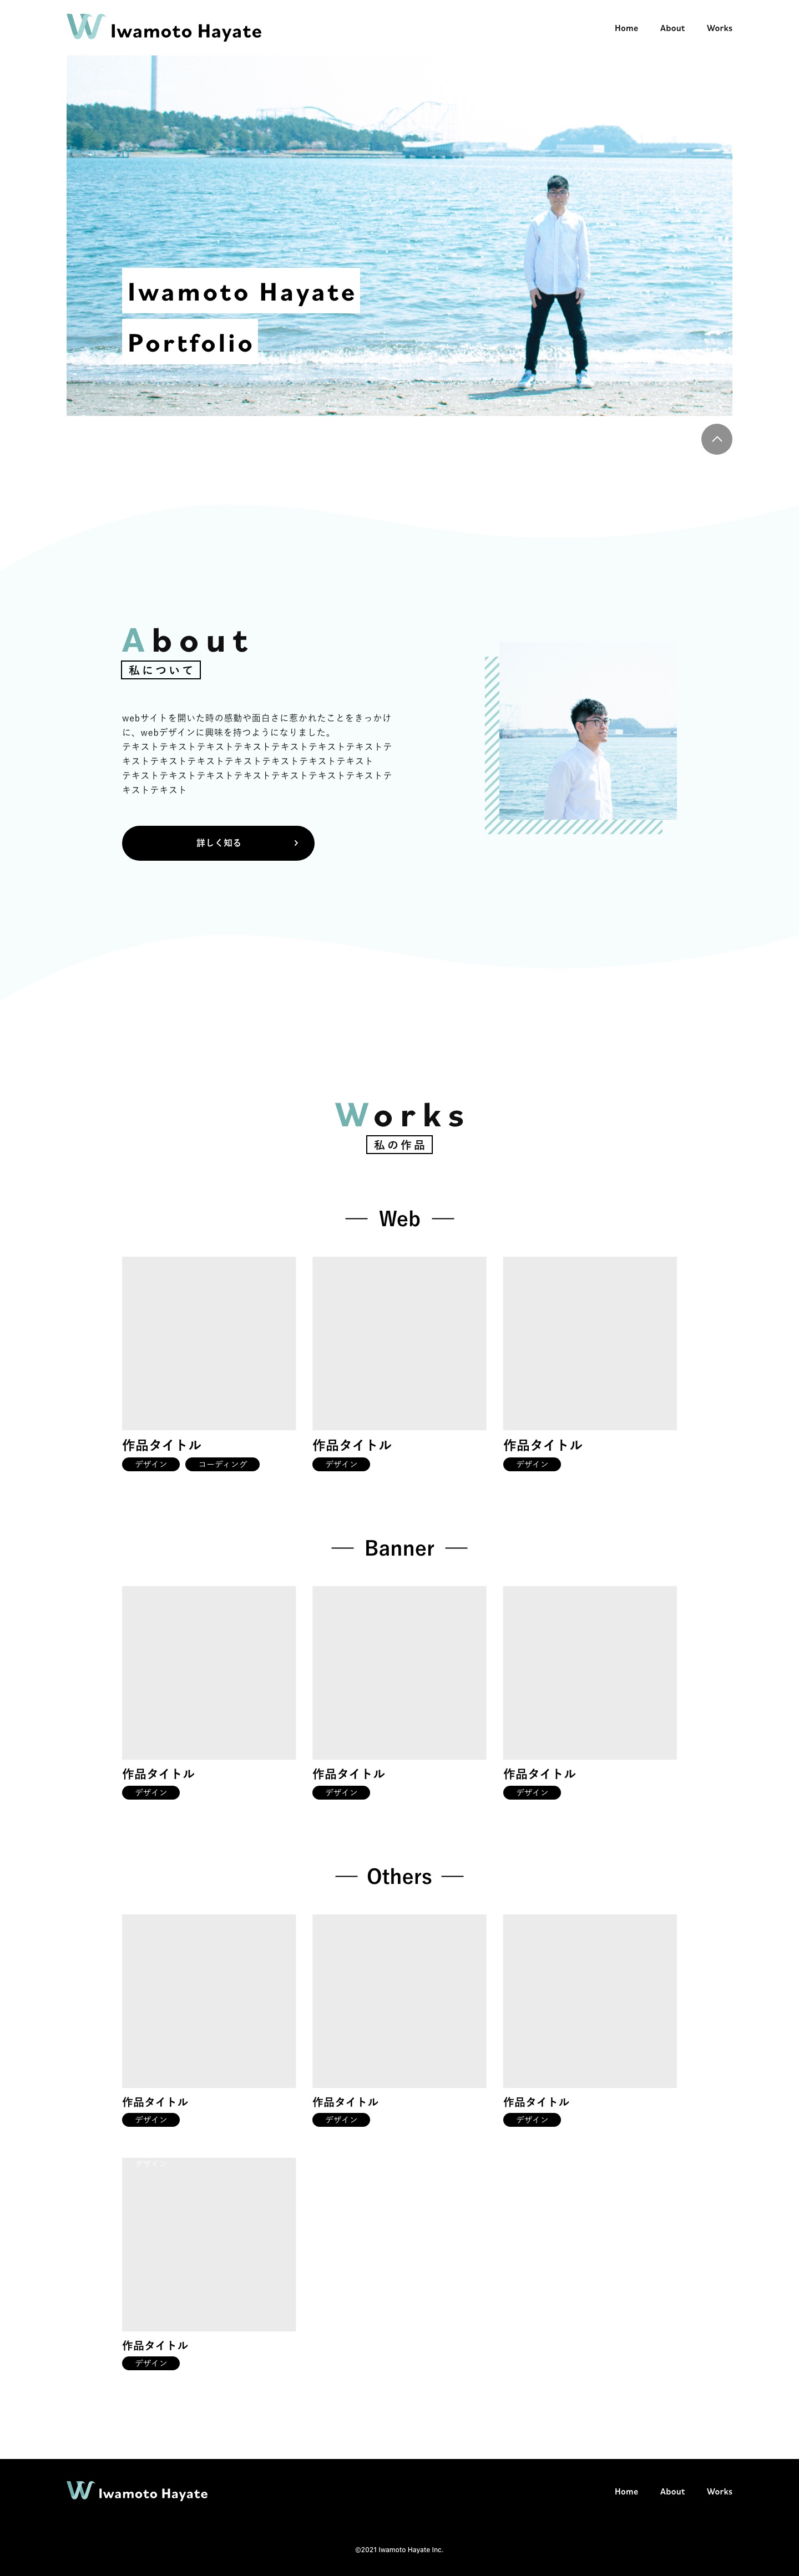 W Iwamoto Hayate
Home About Works
Iwamoto Hayate
Portfolio
About
私について
webサイトを開いた時の感動や面白さに惹かれたことをきっかけ
に、webデザインに興味を持つようになりました。
テキストテキストテキストテキストテキストテキストテキストテ
キストテキストテキストテキストテキストテキストテキスト
テキストテキストテキストテキストテキストテキストテキストテ
キストテキスト
詳しく知る
Works
私の作品
Web
作品タイトル
デザイン コーディング
作品タイトル
デザイン
作品タイトル
デザイン
Banner
作品タイトル
デザイン
作品タイトル
デザイン
作品タイトル
デザイン
Others
作品タイトル
デザイン
作品タイトル
デザイン
作品タイトル
デザイン
デザイン
作品タイトル
デザイン
W Iwamoto Hayate
Home About Works
©2021 Iwamoto Hayate Inc.